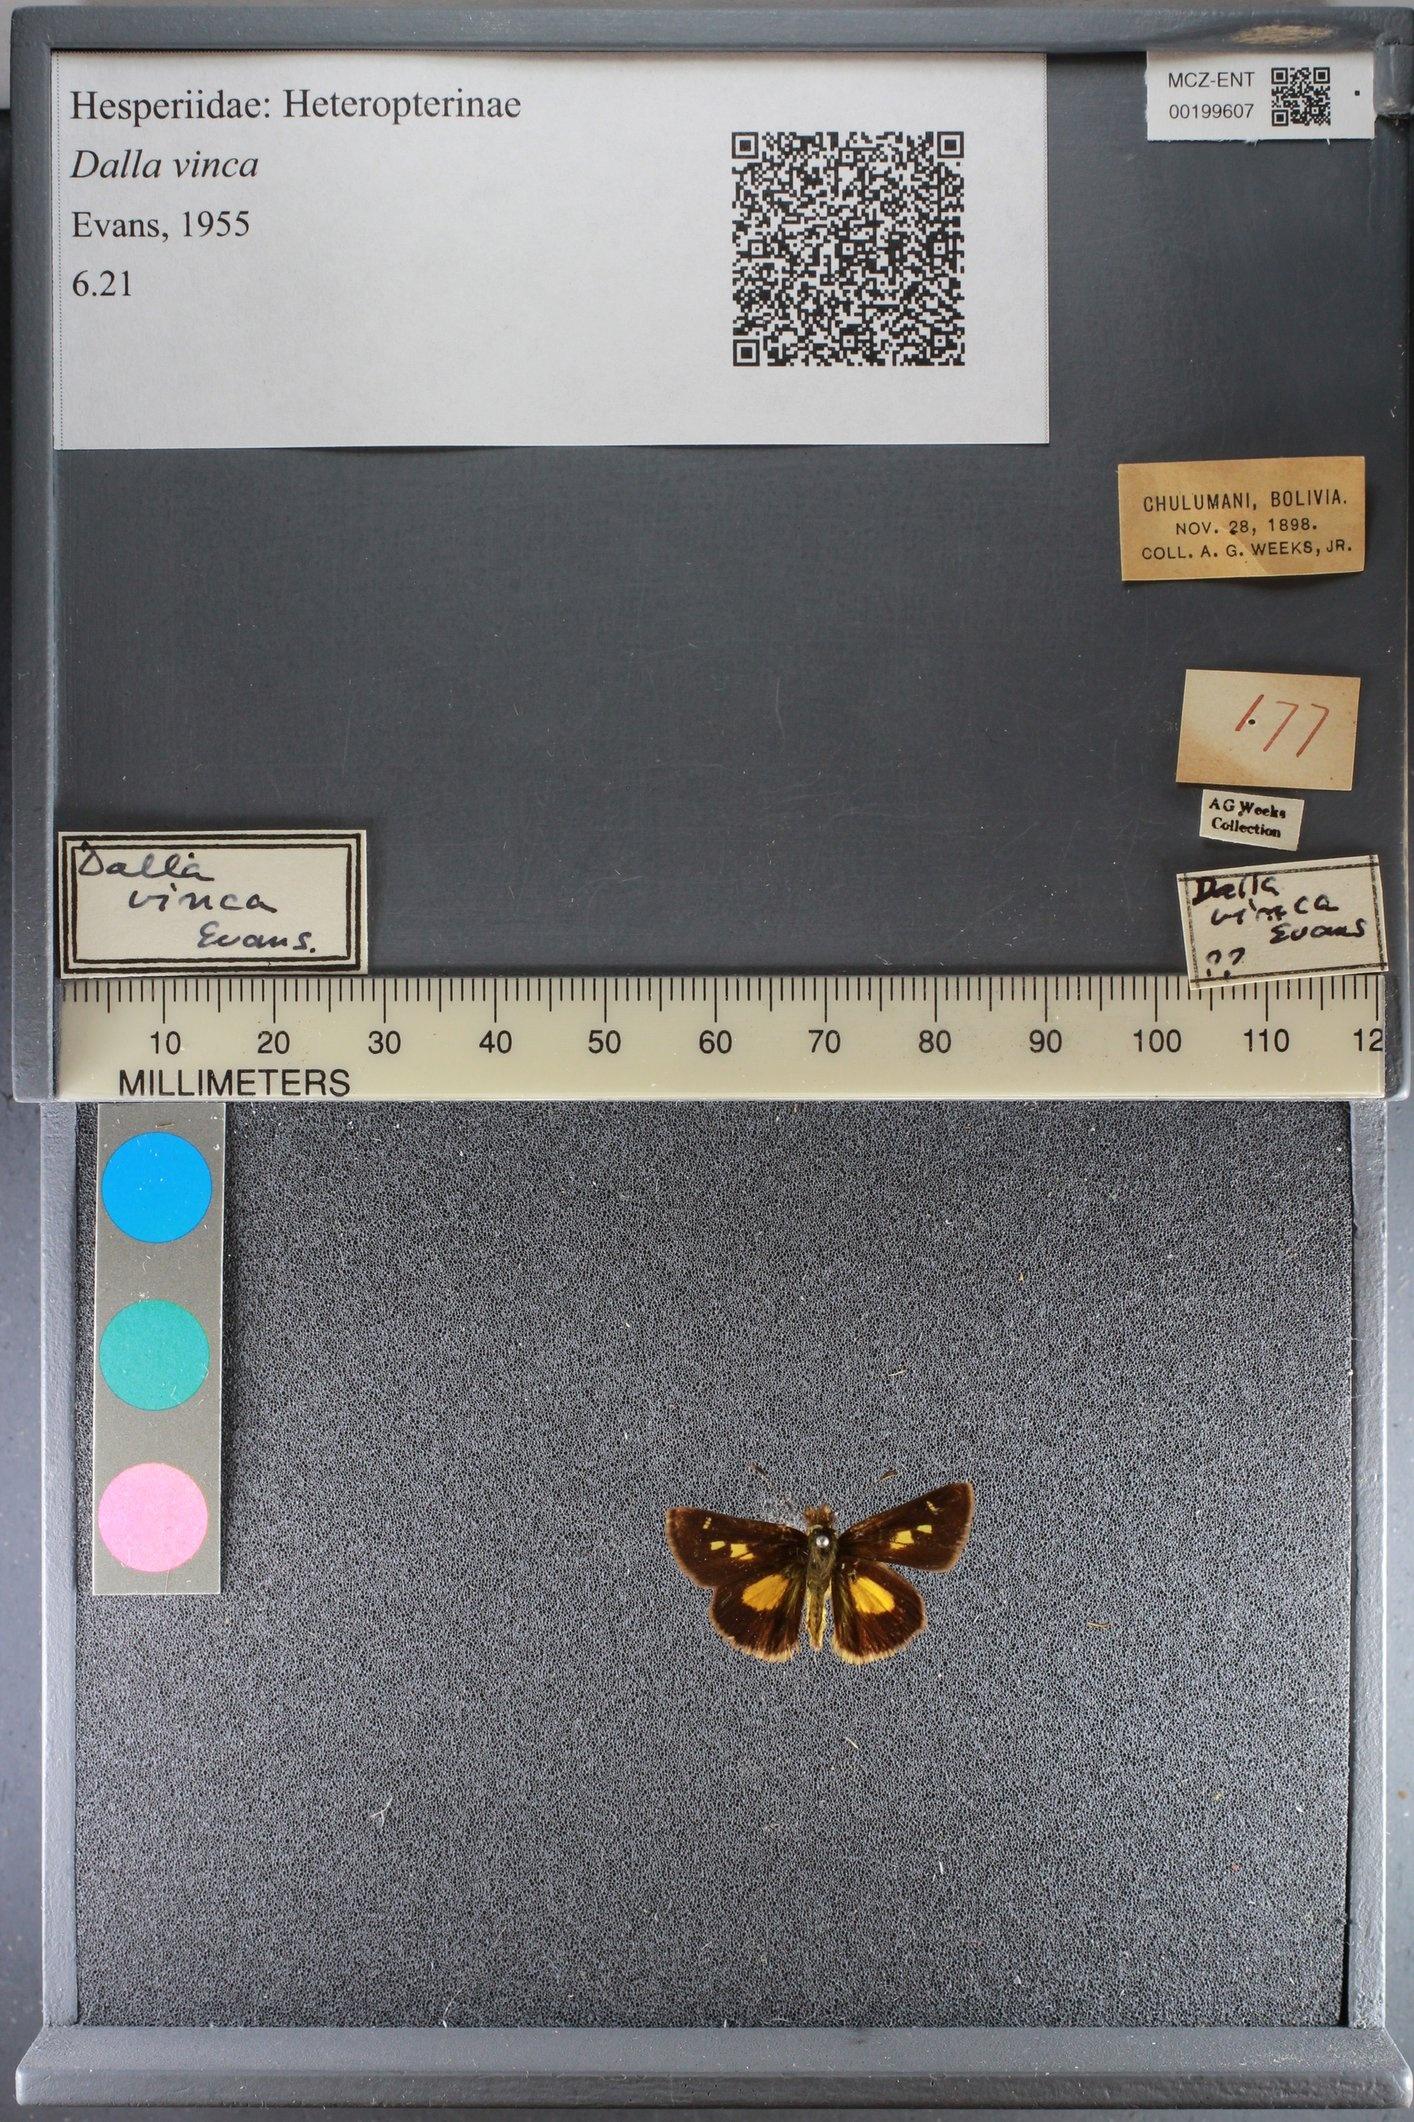 Hesperiidae: Heteropterinae
Dalla vinca
Evans, 1955
6.21
MCZ-ENT
00199607
CHULUMANI, BOLIVIA.
NOV. 28, 1898.
COLL. A. G. WEEKS, JR.
177
AG Weeks
Collection
Dalla
vinca
Evans.
Dalla
vinca
Evans
??
10 20 30 40 50 60 70 80 90 100 110 12
MILLIMETERS